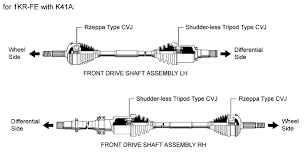 for 1KR-FE with K41A:
Rzeppa Type CVJ
Shudder-less Tripod Type CVJ
Wheel Side
Differential Side
FRONT DRIVE SHAFT ASSEMBLY LH
Shudder-less Tripod Type CVJ
Rzeppa Type CVJ
Differential Side
Wheel Side
FRONT DRIVE SHAFT ASSEMBLY RH